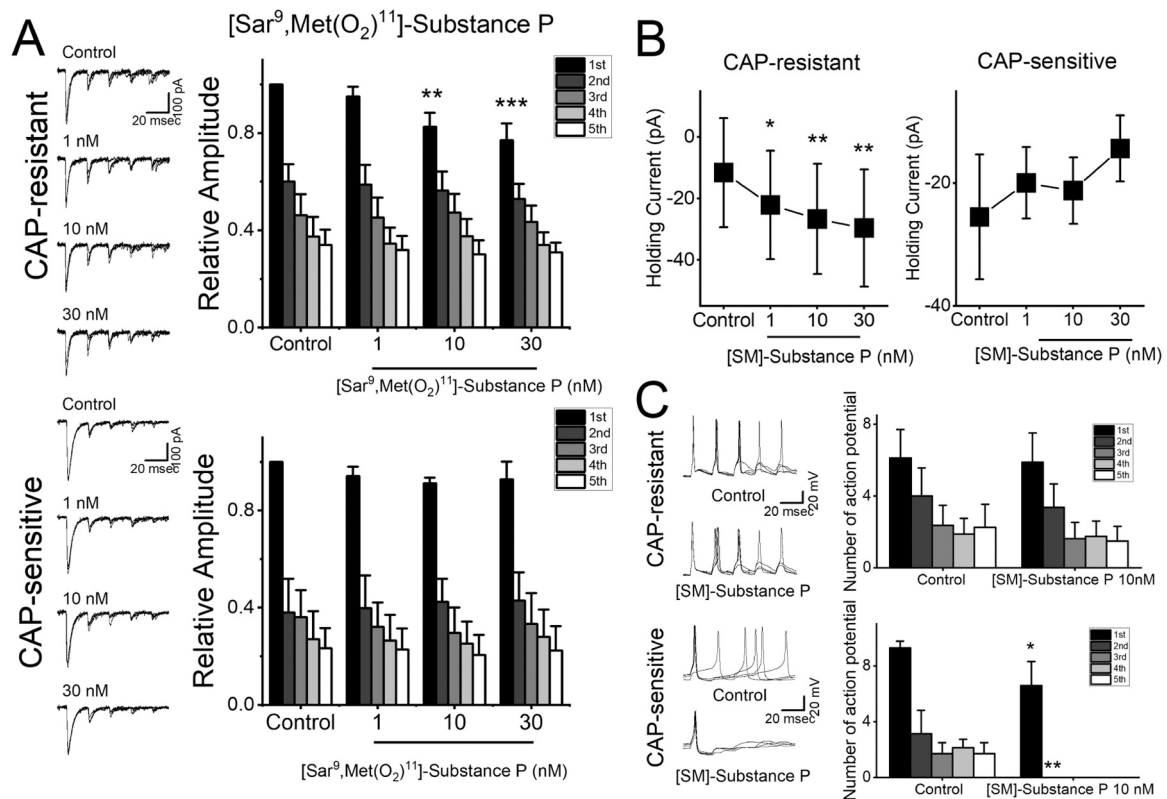 A
[Sar⁹,Met(O₂)¹¹]-Substance P
CAP-resistant
Control
20 msec
100 pA
1 nM
10 nM
30 nM
Relative Amplitude
0.8
0.4
0.0
**
***
1st
2nd
3rd
4th
5th
Control
1
10
30
[Sar⁹,Met(O₂)¹¹]-Substance P (nM)
CAP-sensitive
Control
20 msec
100 pA
1 nM
10 nM
30 nM
Relative Amplitude
0.8
0.4
0.0
1st
2nd
3rd
4th
5th
Control
1
10
30
[Sar⁹,Met(O₂)¹¹]-Substance P (nM)
B
CAP-resistant
Holding Current (pA)
0
-20
-40
*
**
**
Control
1
10
30
[SM]-Substance P (nM)
CAP-sensitive
Holding Current (pA)
-20
-40
Control
1
10
30
[SM]-Substance P (nM)
C
CAP-resistant
Control
20 msec
20 mV
[SM]-Substance P
Number of action potential
8
4
0
1st
2nd
3rd
4th
5th
Control
[SM]-Substance P 10nM
CAP-sensitive
Control
20 msec
20 mV
[SM]-Substance P
Number of action potential
8
4
0
*
**
1st
2nd
3rd
4th
5th
Control
[SM]-Substance P 10 nM